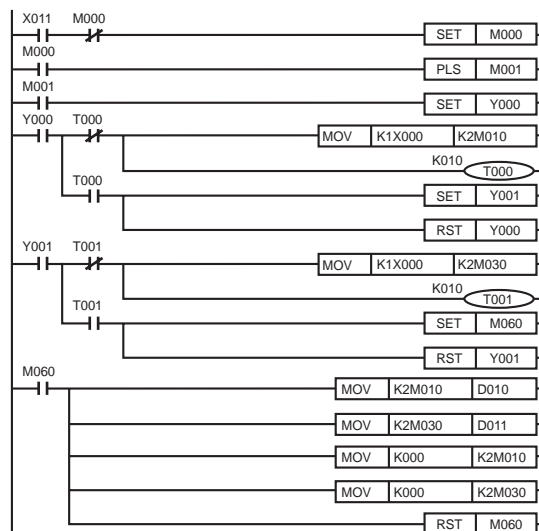 X011 M000
SET M000
M000
PLS M001
M001
SET Y000
Y000 T000
MOV K1X000 K2M010
K010
T000
T000
SET Y001
RST Y000
Y001 T001
MOV K1X000 K2M030
K010
T001
T001
SET M060
RST Y001
M060
MOV K2M010 D010
MOV K2M030 D011
MOV K000 K2M010
MOV K000 K2M030
RST M060